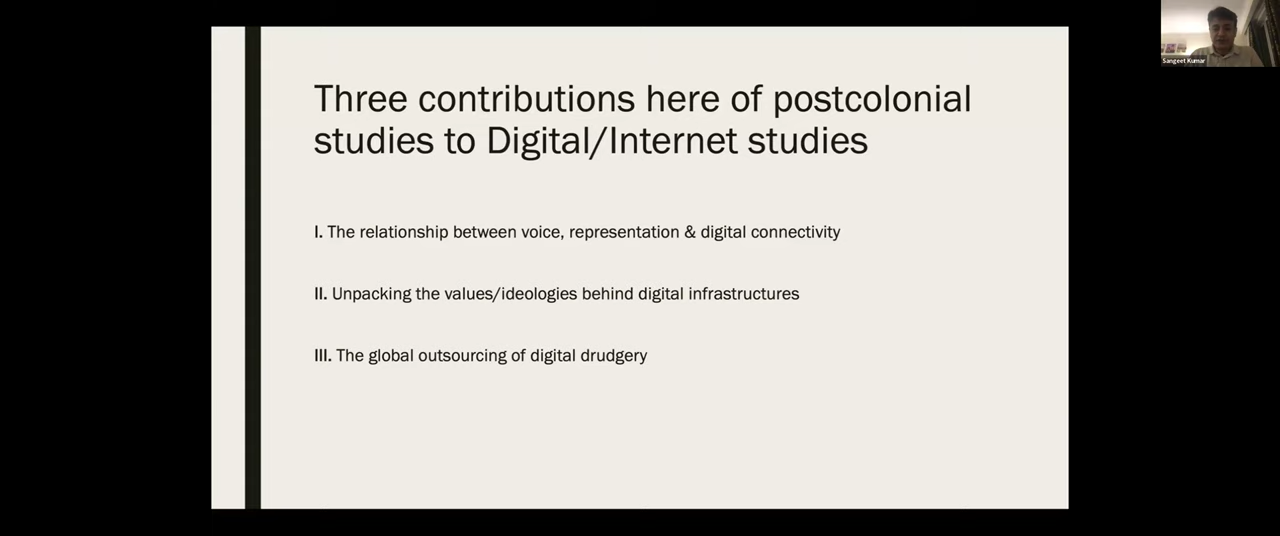 Three contributions here of postcolonial
studies to Digital/Internet studies
I. The relationship between voice, representation & digital connectivity
II. Unpacking the values/ideologies behind digital infrastructures
III. The global outsourcing of digital drudgery
Sangeet Kumar